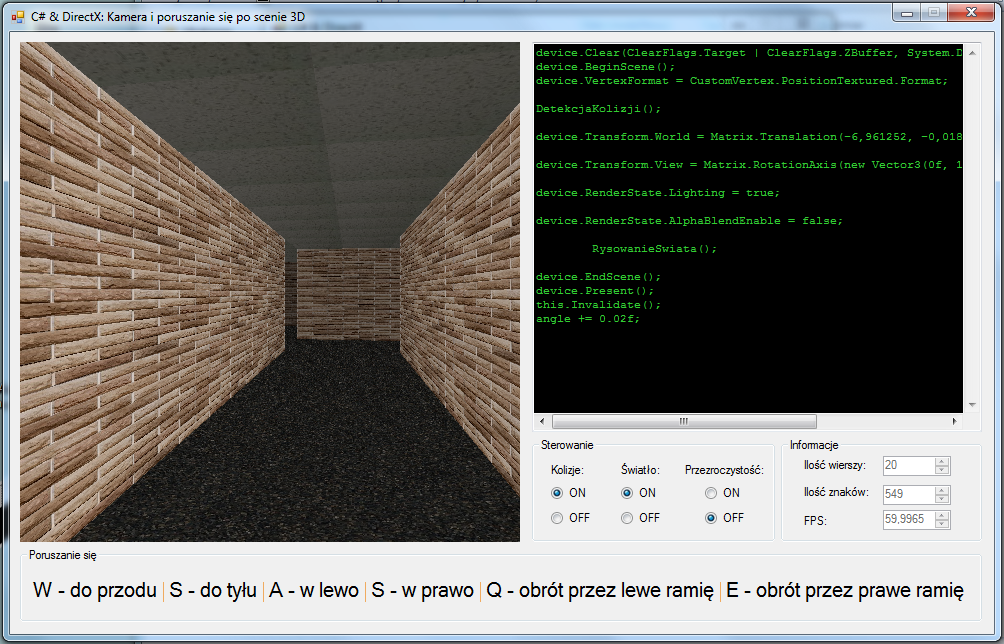 C# & DirectX: Kamera i poruszanie się po scenie 3D
device.Clear(ClearFlags.Target | ClearFlags.ZBuffer, System.D
device.BeginScene();
device.VertexFormat = CustomVertex.PositionTextured.Format;
DetekcjaKolizji();
device.Transform.World = Matrix.Translation(-6,961252, -0,018
device.Transform.View = Matrix.RotationAxis(new Vector3(0f, 1
device.RenderState.Lighting = true;
device.RenderState.AlphaBlendEnable = false;
RysowanieSwiata();
device.EndScene();
device.Present();
this.Invalidate();
angle += 0.02f;
Sterowanie
Kolizje: Światło: Przezroczystość:
ON ON ON
OFF OFF OFF
Informacje
Ilość wierszy: 20
Ilość znaków: 549
FPS: 59,9965
Poruszanie się
W - do przodu | S - do tyłu | A - w lewo | S - w prawo | Q - obrót przez lewe ramię | E - obrót przez prawe ramię